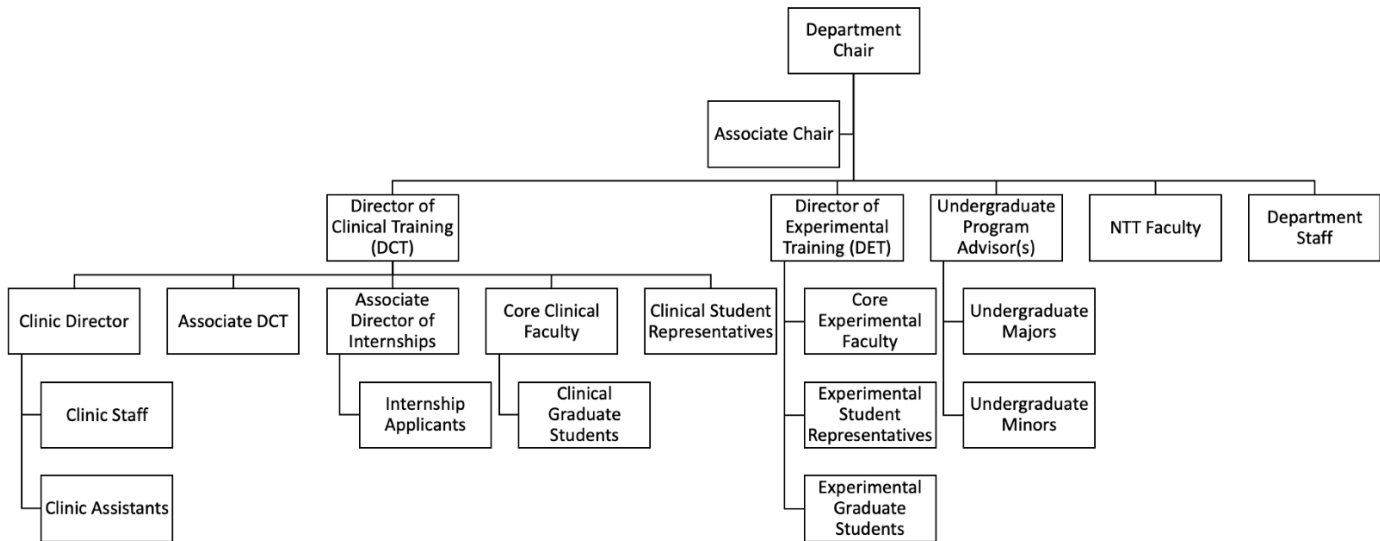 Department
Chair
Associate Chair
Director of
Clinical Training
(DCT)
Director of
Experimental
Training (DET)
Undergraduate
Program
Advisor(s)
NTT Faculty
Department
Staff
Clinic Director
Associate DCT
Associate
Director of
Internships
Core Clinical
Faculty
Clinical Student
Representatives
Core
Experimental
Faculty
Undergraduate
Majors
Clinic Staff
Internship
Applicants
Clinical
Graduate
Students
Experimental
Student
Representatives
Undergraduate
Minors
Clinic Assistants
Experimental
Graduate
Students